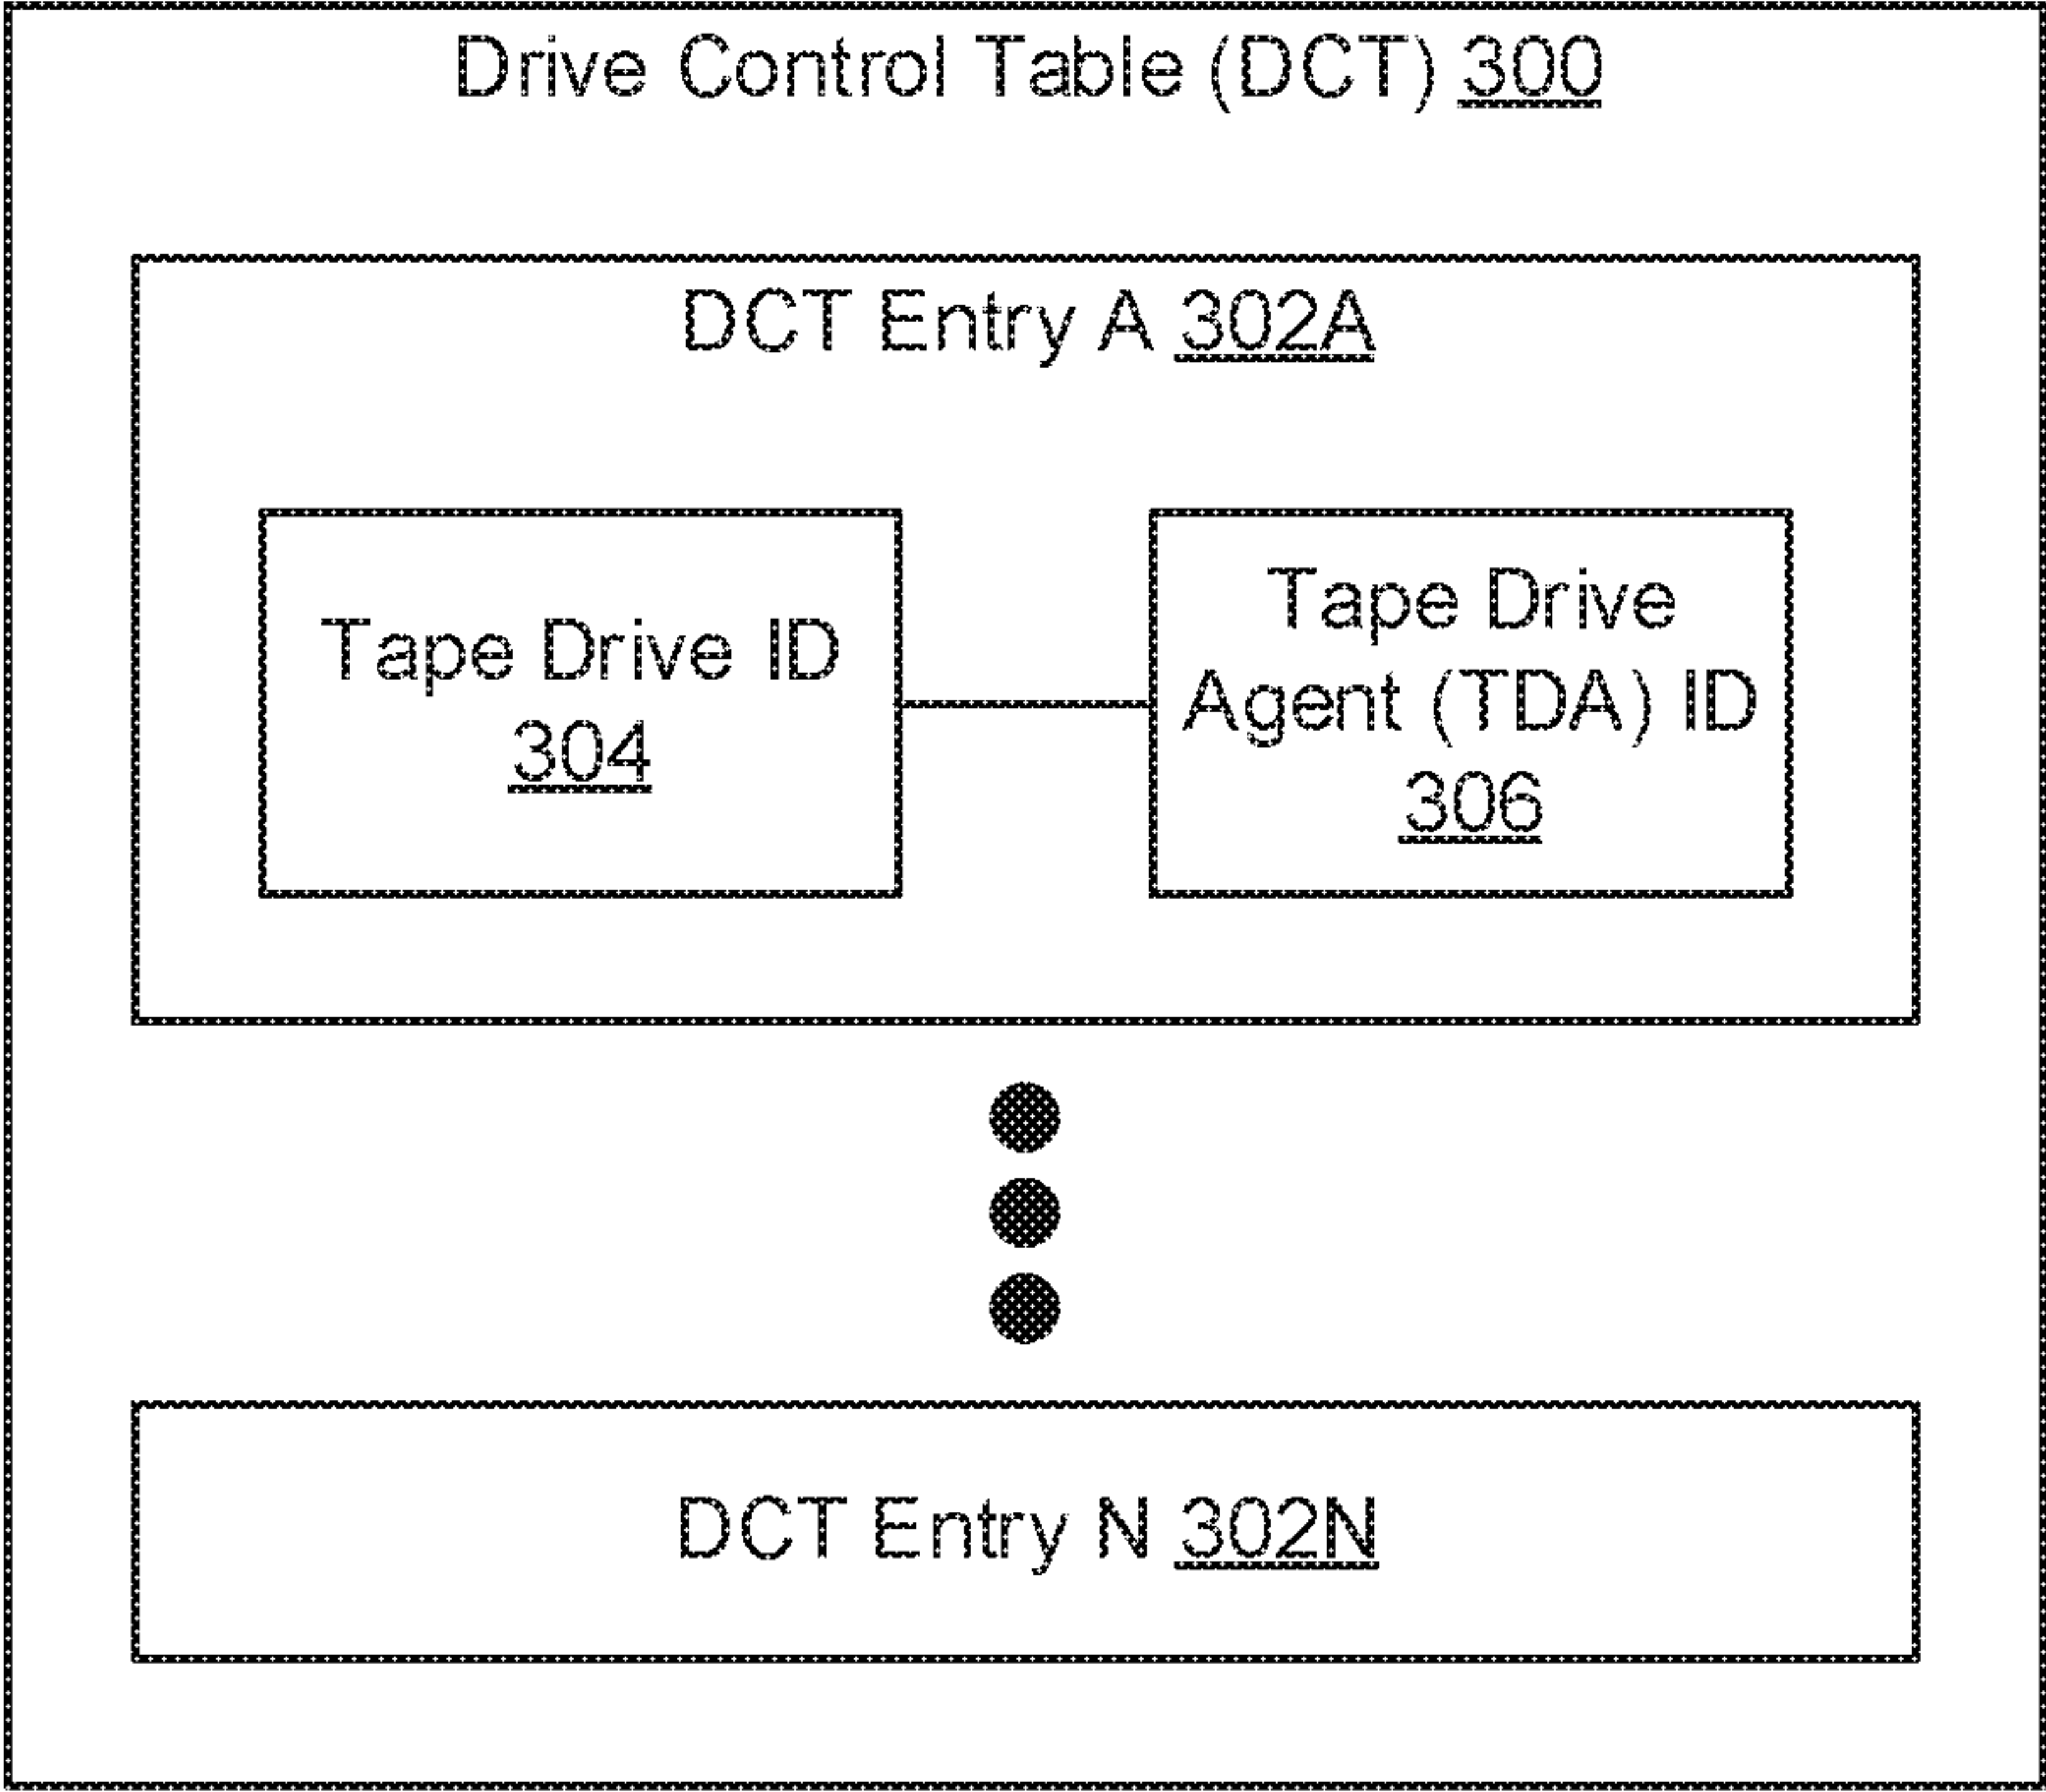 Drive Control Table (DCT) 300
DCT Entry A 302A
Tape Drive ID
304
Tape Drive
Agent (TDA) ID
306
DCT Entry N 302N